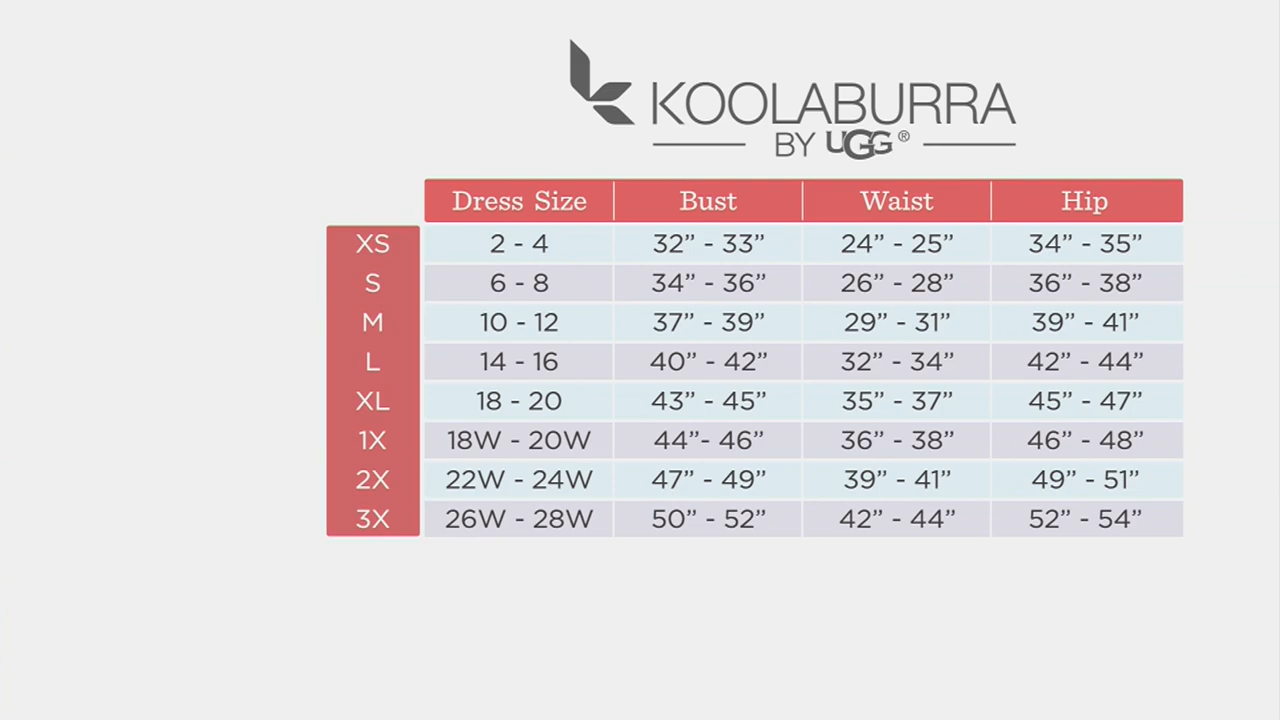 KOOLABURRA
BY UGG®
Dress Size Bust Waist Hip
XS 2 - 4 32” - 33” 24” - 25” 34” - 35”
S 6 - 8 34” - 36” 26” - 28” 36” - 38”
M 10 - 12 37” - 39” 29” - 31” 39” - 41”
L 14 - 16 40” - 42” 32” - 34” 42” - 44”
XL 18 - 20 43” - 45” 35” - 37” 45” - 47”
1X 18W - 20W 44”- 46” 36” - 38” 46” - 48”
2X 22W - 24W 47” - 49” 39” - 41” 49” - 51”
3X 26W - 28W 50” - 52” 42” - 44” 52” - 54”